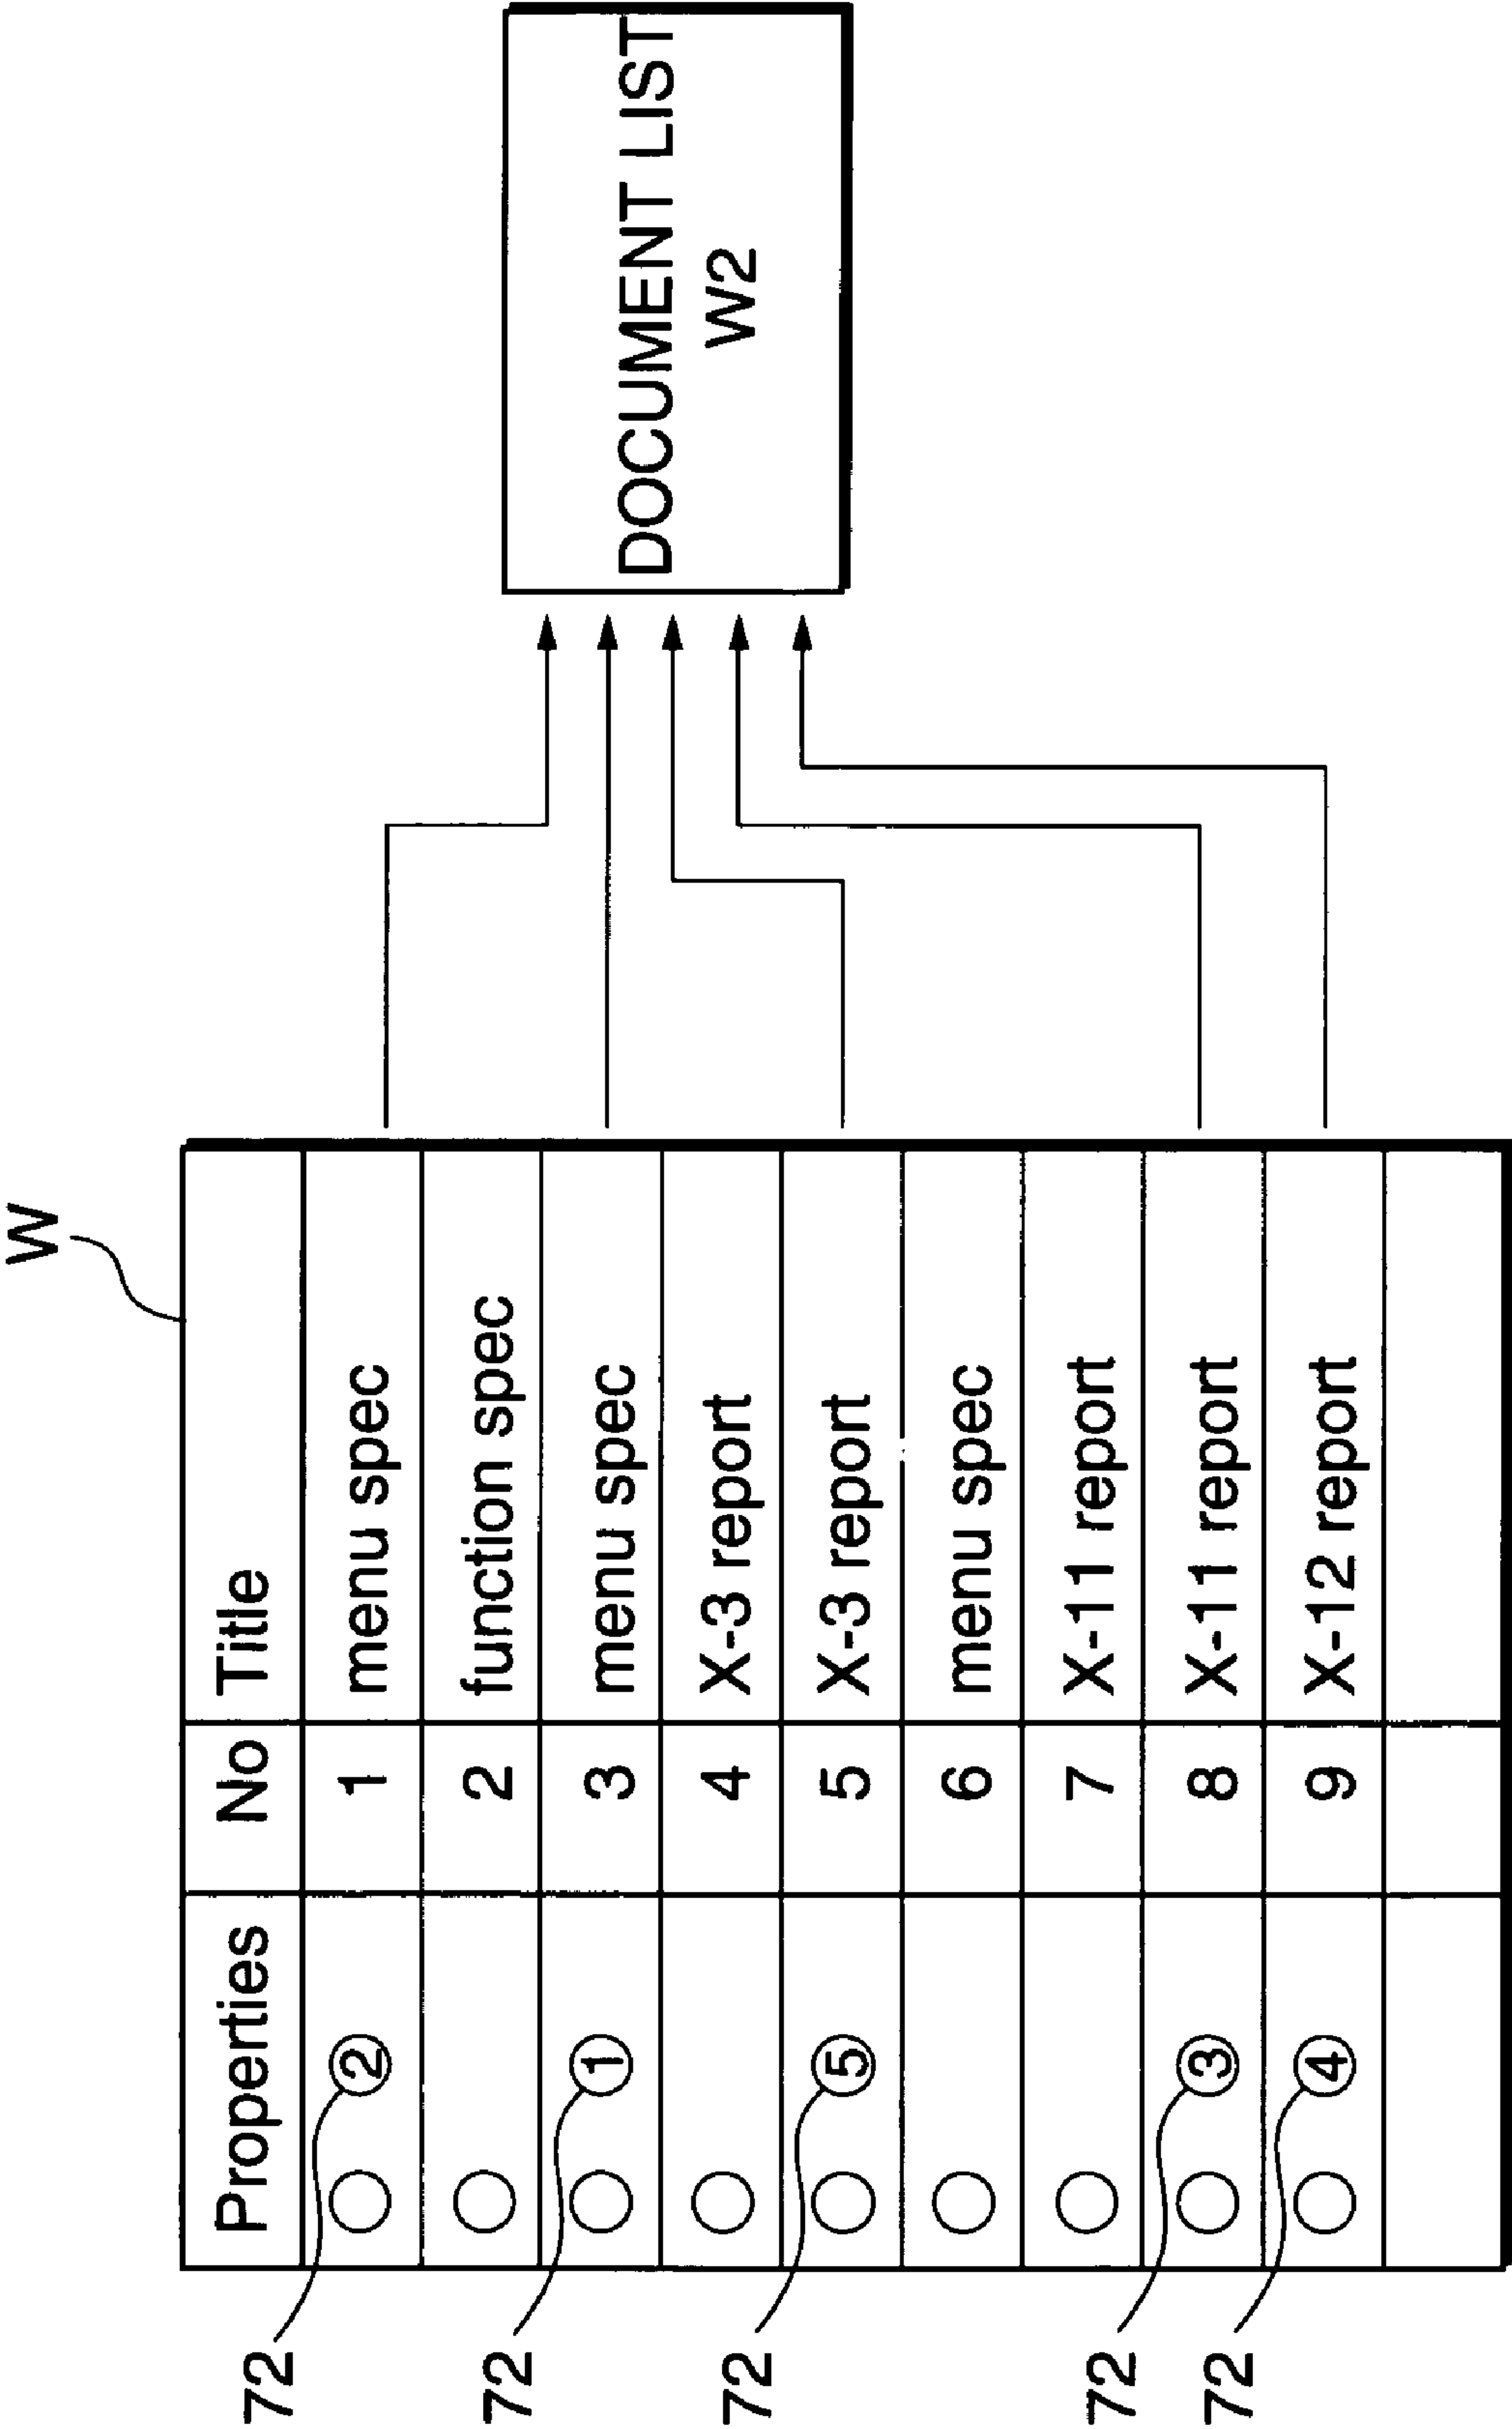 W
Properties No Title
72 ② 1 menu spec
2 function spec
72 ① 3 menu spec
4 X-3 report
72 ⑤ 5 X-3 report
6 menu spec
7 X-11 report
72 ③ 8 X-11 report
72 ④ 9 X-12 report
DOCUMENT LIST
W2